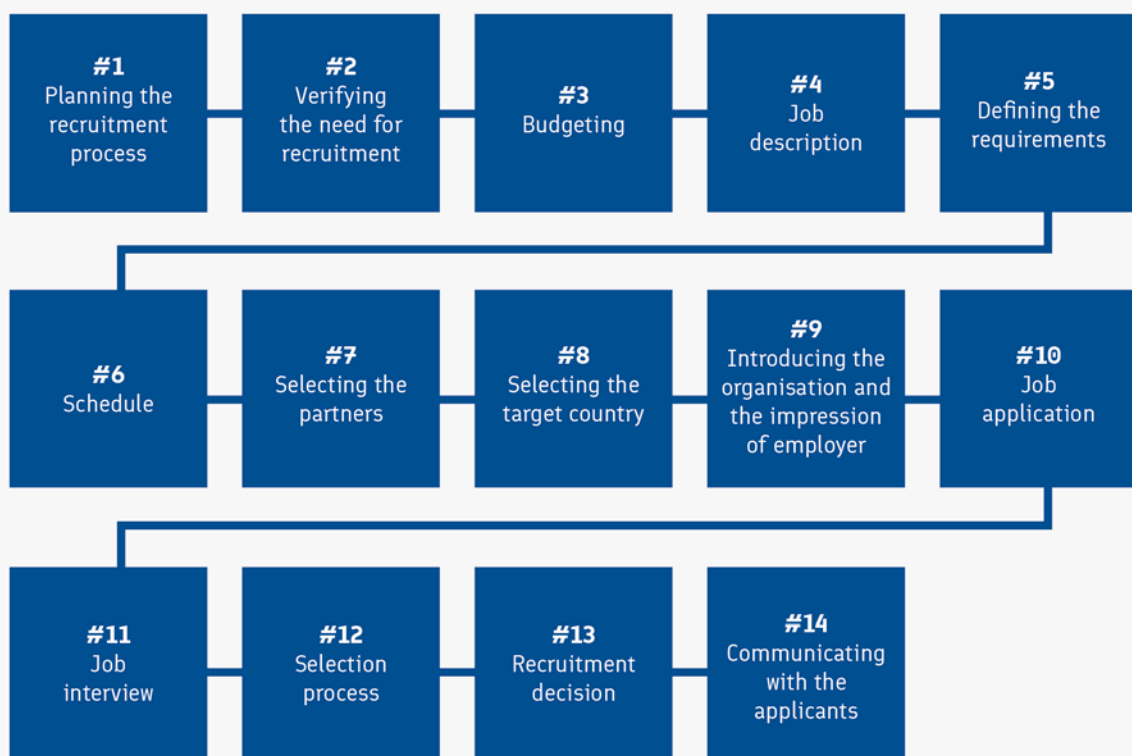 #1
Planning the
recruitment
process
#2
Verifying
the need for
recruitment
#3
Budgeting
#4
Job
description
#5
Defining the
requirements
#6
Schedule
#7
Selecting the
partners
#8
Selecting the
target country
#9
Introducing the
organisation and
the impression
of employer
#10
Job
application
#11
Job
interview
#12
Selection
process
#13
Recruitment
decision
#14
Communicating
with the
applicants